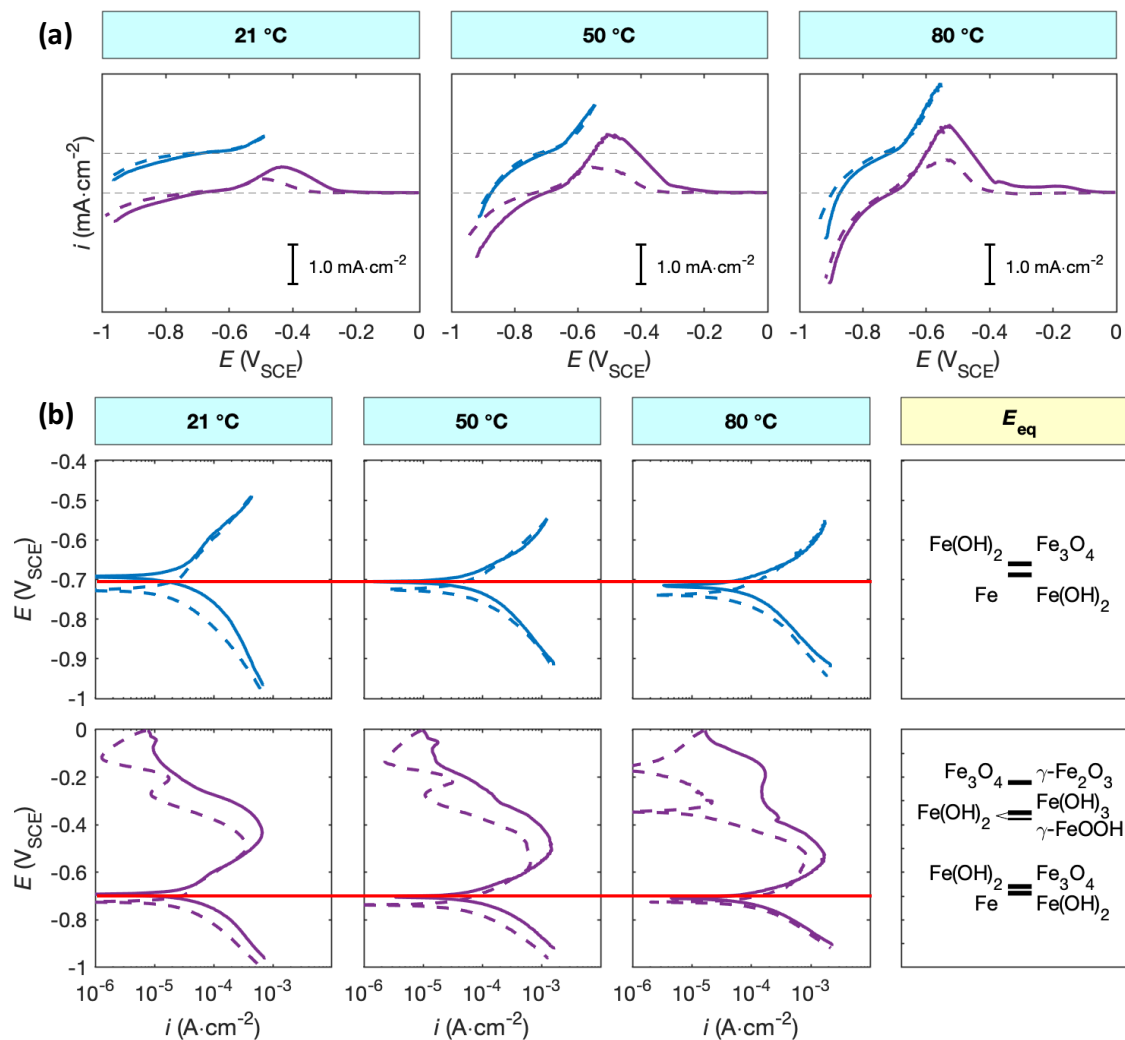 (a)
21 °C
50 °C
80 °C
i (mA·cm-2)
1.0 mA·cm-2
1.0 mA·cm-2
1.0 mA·cm-2
-1 -0.8 -0.6 -0.4 -0.2 0
-1 -0.8 -0.6 -0.4 -0.2 0
-1 -0.8 -0.6 -0.4 -0.2 0
E (VSCE)
E (VSCE)
E (VSCE)
(b)
21 °C
50 °C
80 °C
Eeq
E (VSCE)
-0.4
-0.5
-0.6
-0.7
-0.8
-0.9
-1
Fe(OH)2 Fe3O4
Fe Fe(OH)2
E (VSCE)
0
-0.2
-0.4
-0.6
-0.8
-1
Fe3O4 γ-Fe2O3
Fe(OH)3
Fe(OH)2
γ-FeOOH
Fe(OH)2 Fe3O4
Fe Fe(OH)2
10-6 10-5 10-4 10-3
10-6 10-5 10-4 10-3
10-6 10-5 10-4 10-3
i (A·cm-2)
i (A·cm-2)
i (A·cm-2)